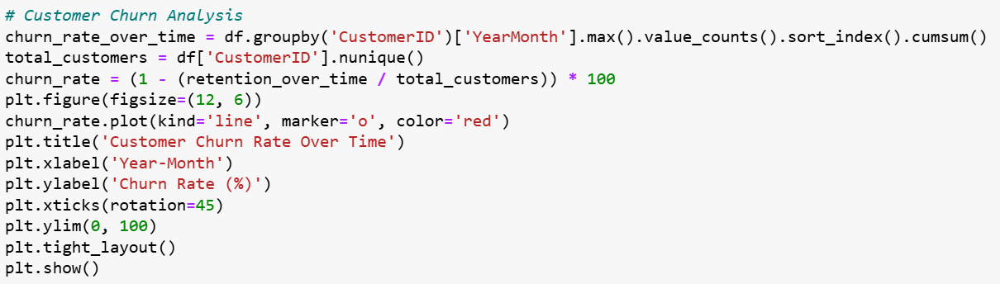 # Customer Churn Analysis
churn_rate_over_time = df.groupby('CustomerID')['YearMonth'].max().value_counts().sort_index().cumsum()
total_customers = df['CustomerID'].nunique()
churn_rate = (1 - (retention_over_time / total_customers)) * 100
plt.figure(figsize=(12, 6))
churn_rate.plot(kind='line', marker='o', color='red')
plt.title('Customer Churn Rate Over Time')
plt.xlabel('Year-Month')
plt.ylabel('Churn Rate (%)')
plt.xticks(rotation=45)
plt.ylim(0, 100)
plt.tight_layout()
plt.show()